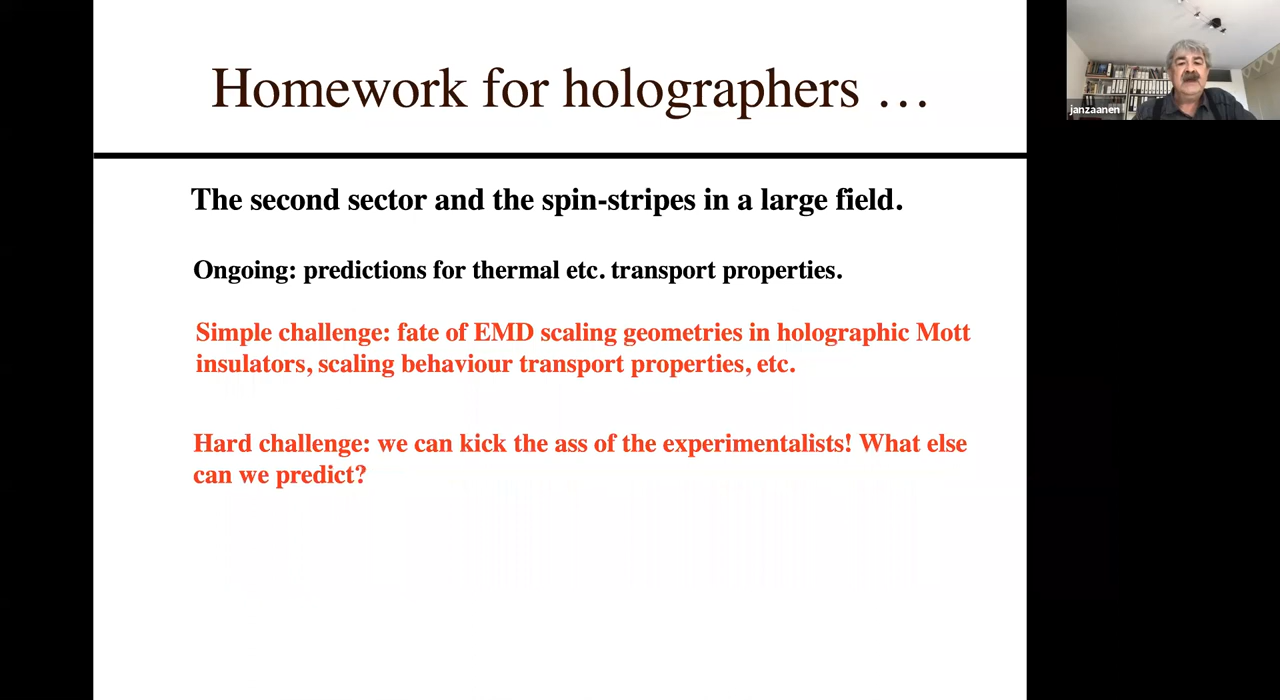 Homework for holographers …
janzaanen
The second sector and the spin-stripes in a large field.
Ongoing: predictions for thermal etc. transport properties.
Simple challenge: fate of EMD scaling geometries in holographic Mott
insulators, scaling behaviour transport properties, etc.
Hard challenge: we can kick the ass of the experimentalists! What else
can we predict?